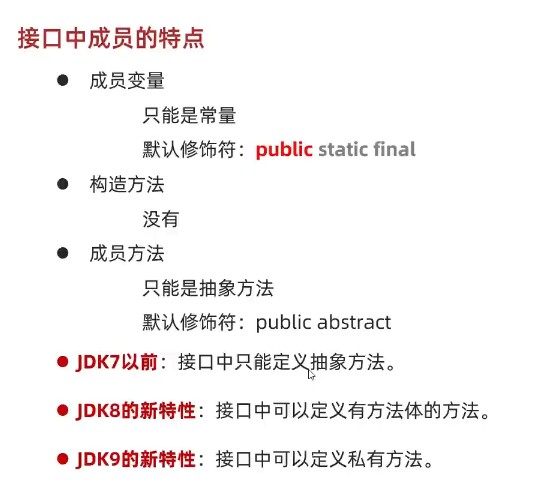 接口中成员的特点
● 成员变量
只能是常量
默认修饰符：public static final
● 构造方法
没有
● 成员方法
只能是抽象方法
默认修饰符：public abstract
● JDK7以前：接口中只能定义抽象方法。
● JDK8的新特性：接口中可以定义有方法体的方法。
● JDK9的新特性：接口中可以定义私有方法。